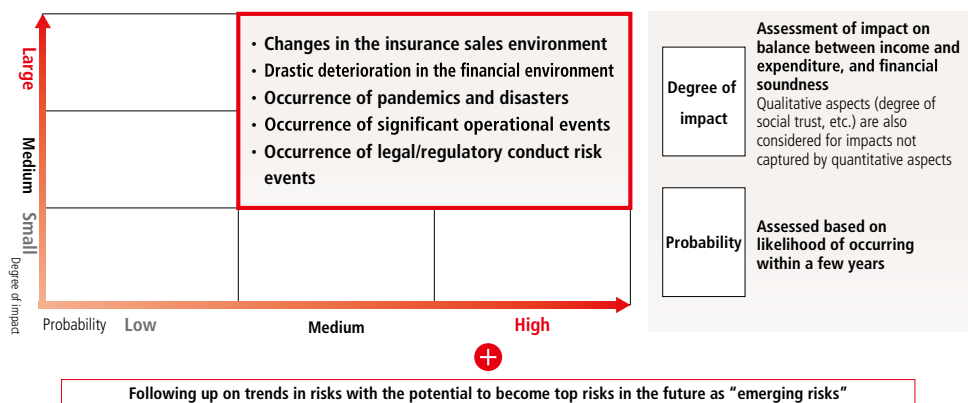 Large
Medium
Small
Degree of impact
• Changes in the insurance sales environment
• Drastic deterioration in the financial environment
• Occurrence of pandemics and disasters
• Occurrence of significant operational events
• Occurrence of legal/regulatory conduct risk
events
Probability
Low
Medium
High
Degree of
impact
Assessment of impact on
balance between income and
expenditure, and financial
soundness
Qualitative aspects (degree of
social trust, etc.) are also
considered for impacts not
captured by quantitative aspects
Probability
Assessed based on
likelihood of occurring
within a few years
Following up on trends in risks with the potential to become top risks in the future as “emerging risks”